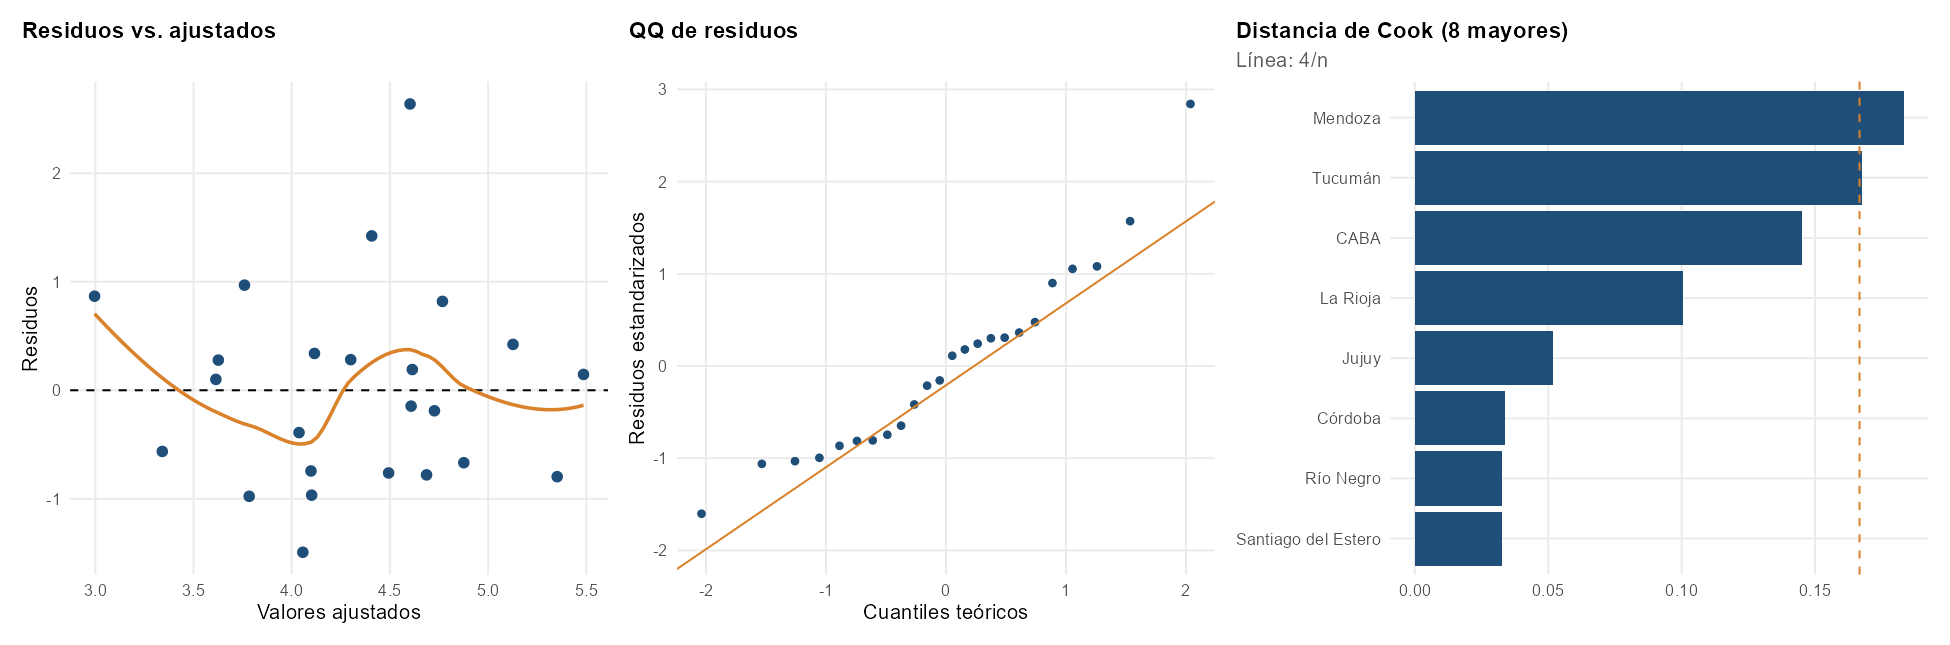 Residuos vs. ajustados
Residuos
2
1
0
-1
3.0 3.5 4.0 4.5 5.0 5.5
Valores ajustados
QQ de residuos
Residuos estandarizados
3
2
1
0
-1
-2
-2 -1 0 1 2
Cuantiles teóricos
Distancia de Cook (8 mayores)
Línea: 4/n
Mendoza
Tucumán
CABA
La Rioja
Jujuy
Córdoba
Río Negro
Santiago del Estero
0.00 0.05 0.10 0.15